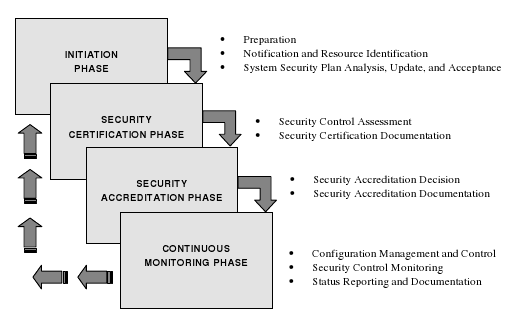 INITIATION
PHASE
• Preparation
• Notification and Resource Identification
• System Security Plan Analysis, Update, and Acceptance
SECURITY
CERTIFICATION PHASE
• Security Control Assessment
• Security Certification Documentation
SECURITY
ACCREDITATION PHASE
• Security Accreditation Decision
• Security Accreditation Documentation
CONTINUOUS
MONITORING PHASE
• Configuration Management and Control
• Security Control Monitoring
• Status Reporting and Documentation